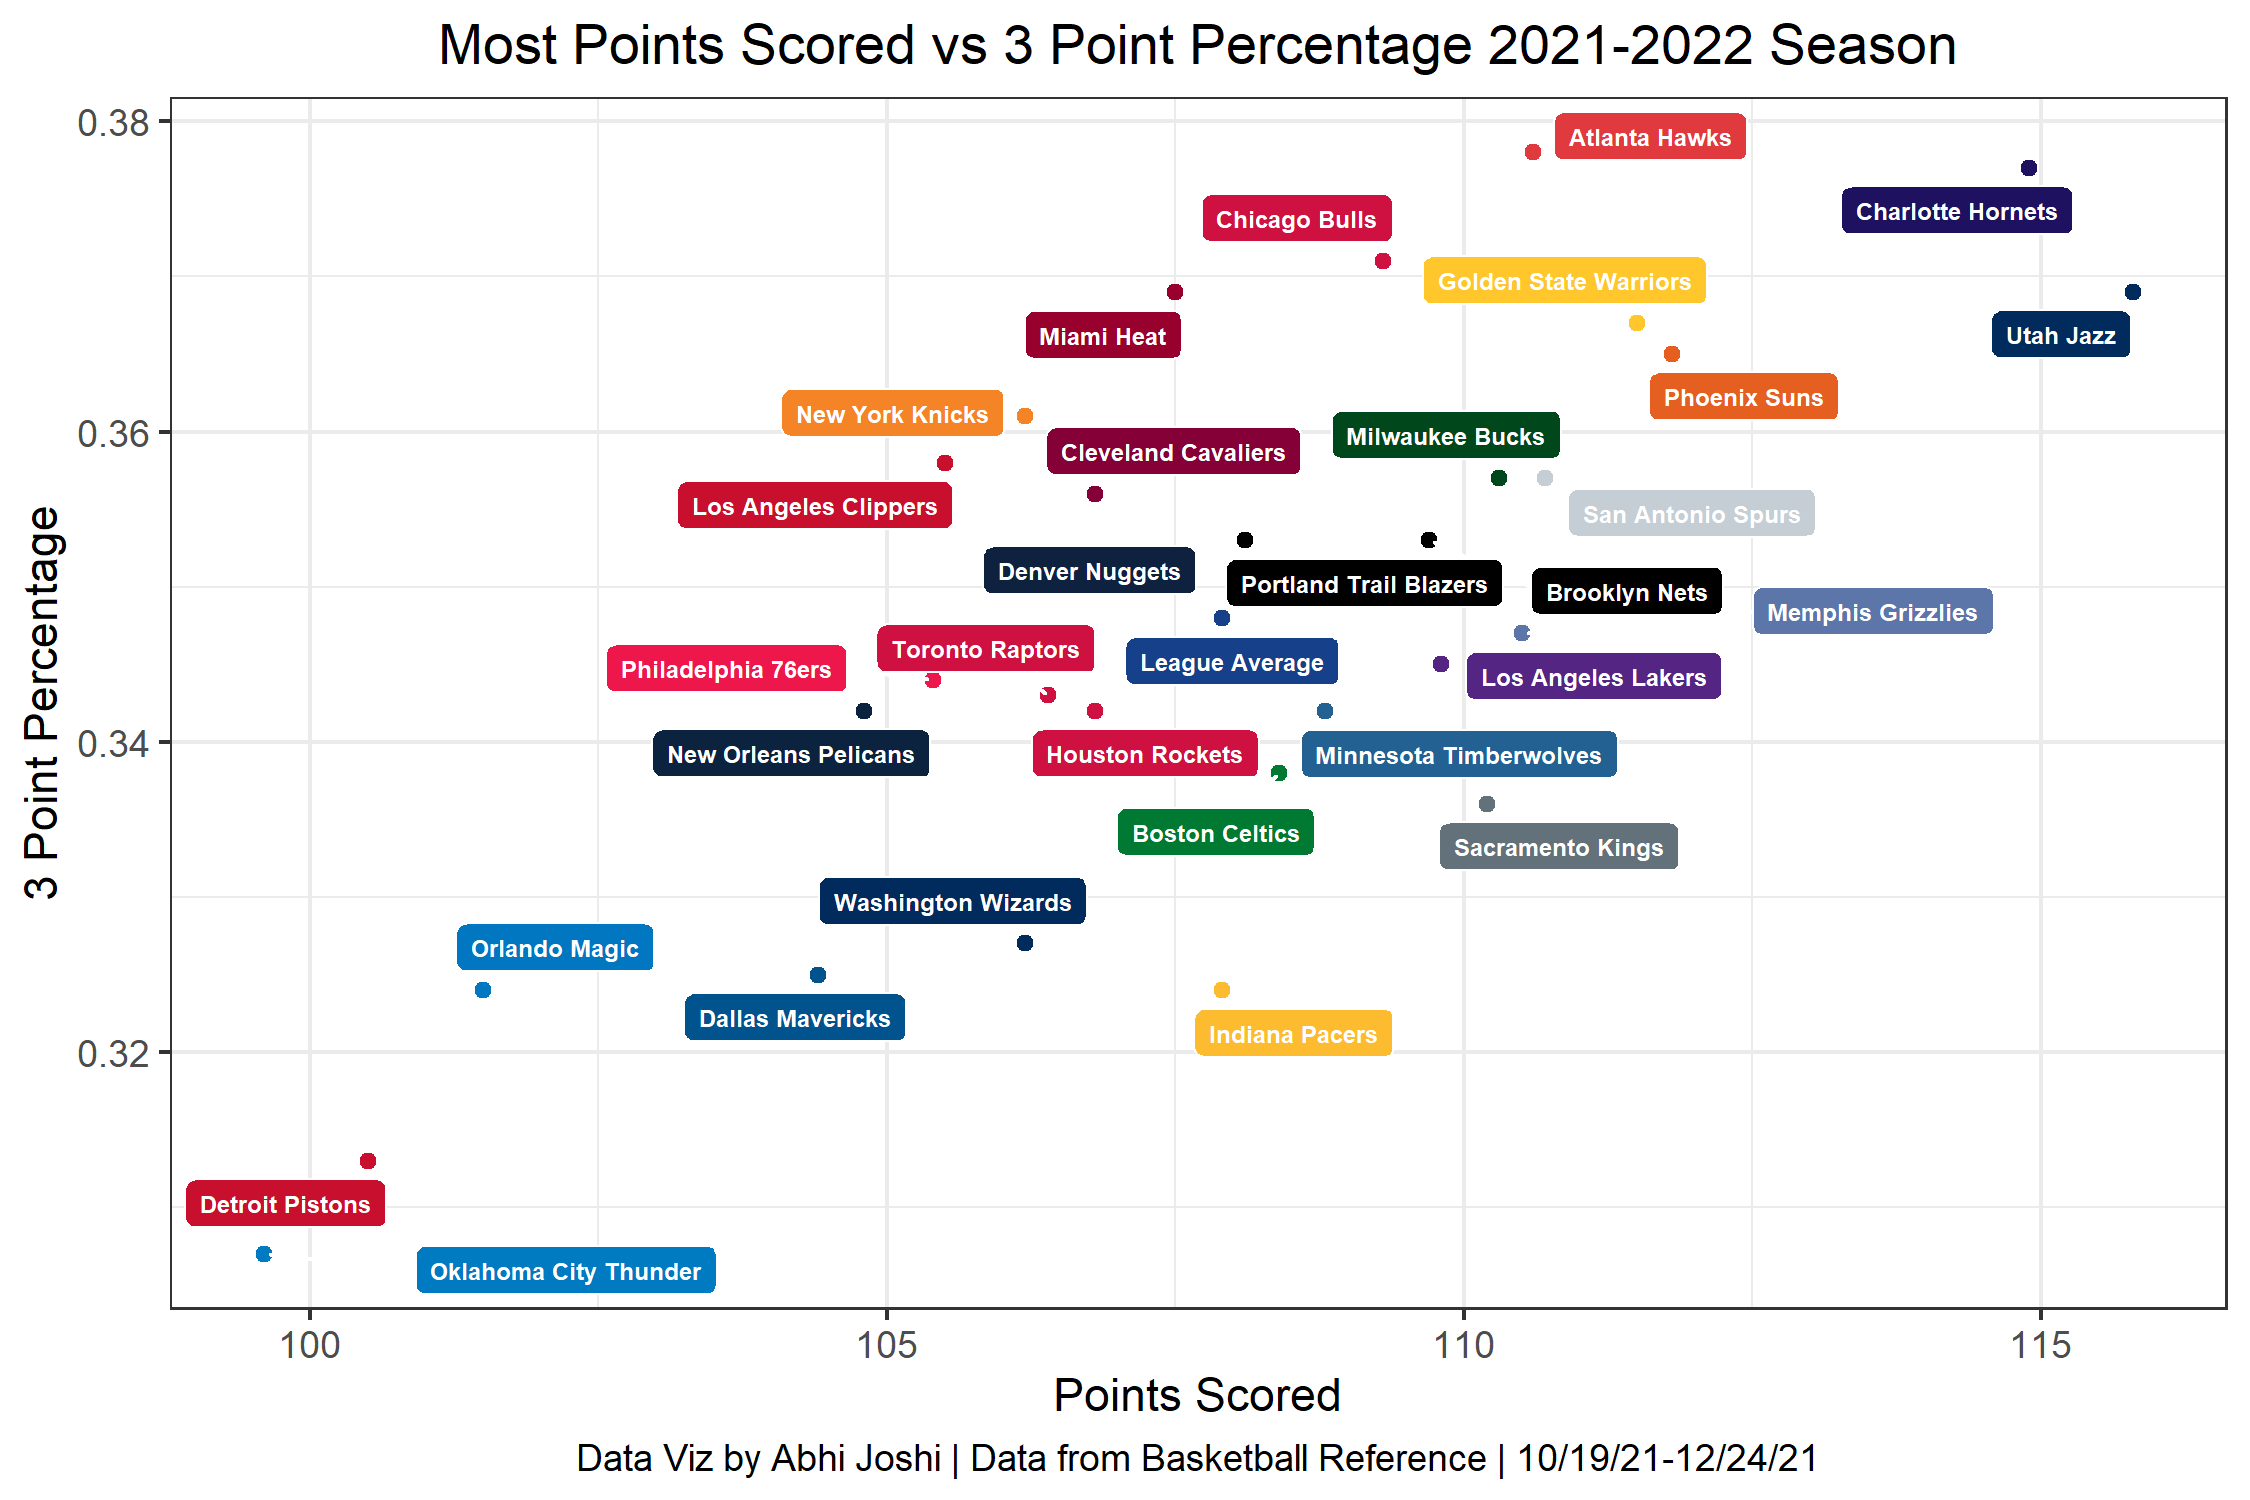 Most Points Scored vs 3 Point Percentage 2021-2022 Season
0.38
0.36
0.34
0.32
3 Point Percentage
Atlanta Hawks
Charlotte Hornets
Chicago Bulls
Golden State Warriors
Miami Heat
Utah Jazz
Phoenix Suns
New York Knicks
Milwaukee Bucks
Cleveland Cavaliers
Los Angeles Clippers
San Antonio Spurs
Denver Nuggets
Portland Trail Blazers
Brooklyn Nets
Memphis Grizzlies
Toronto Raptors
League Average
Philadelphia 76ers
Los Angeles Lakers
New Orleans Pelicans
Houston Rockets
Minnesota Timberwolves
Boston Celtics
Sacramento Kings
Washington Wizards
Orlando Magic
Dallas Mavericks
Indiana Pacers
Detroit Pistons
Oklahoma City Thunder
100
105
110
115
Points Scored
Data Viz by Abhi Joshi | Data from Basketball Reference | 10/19/21-12/24/21